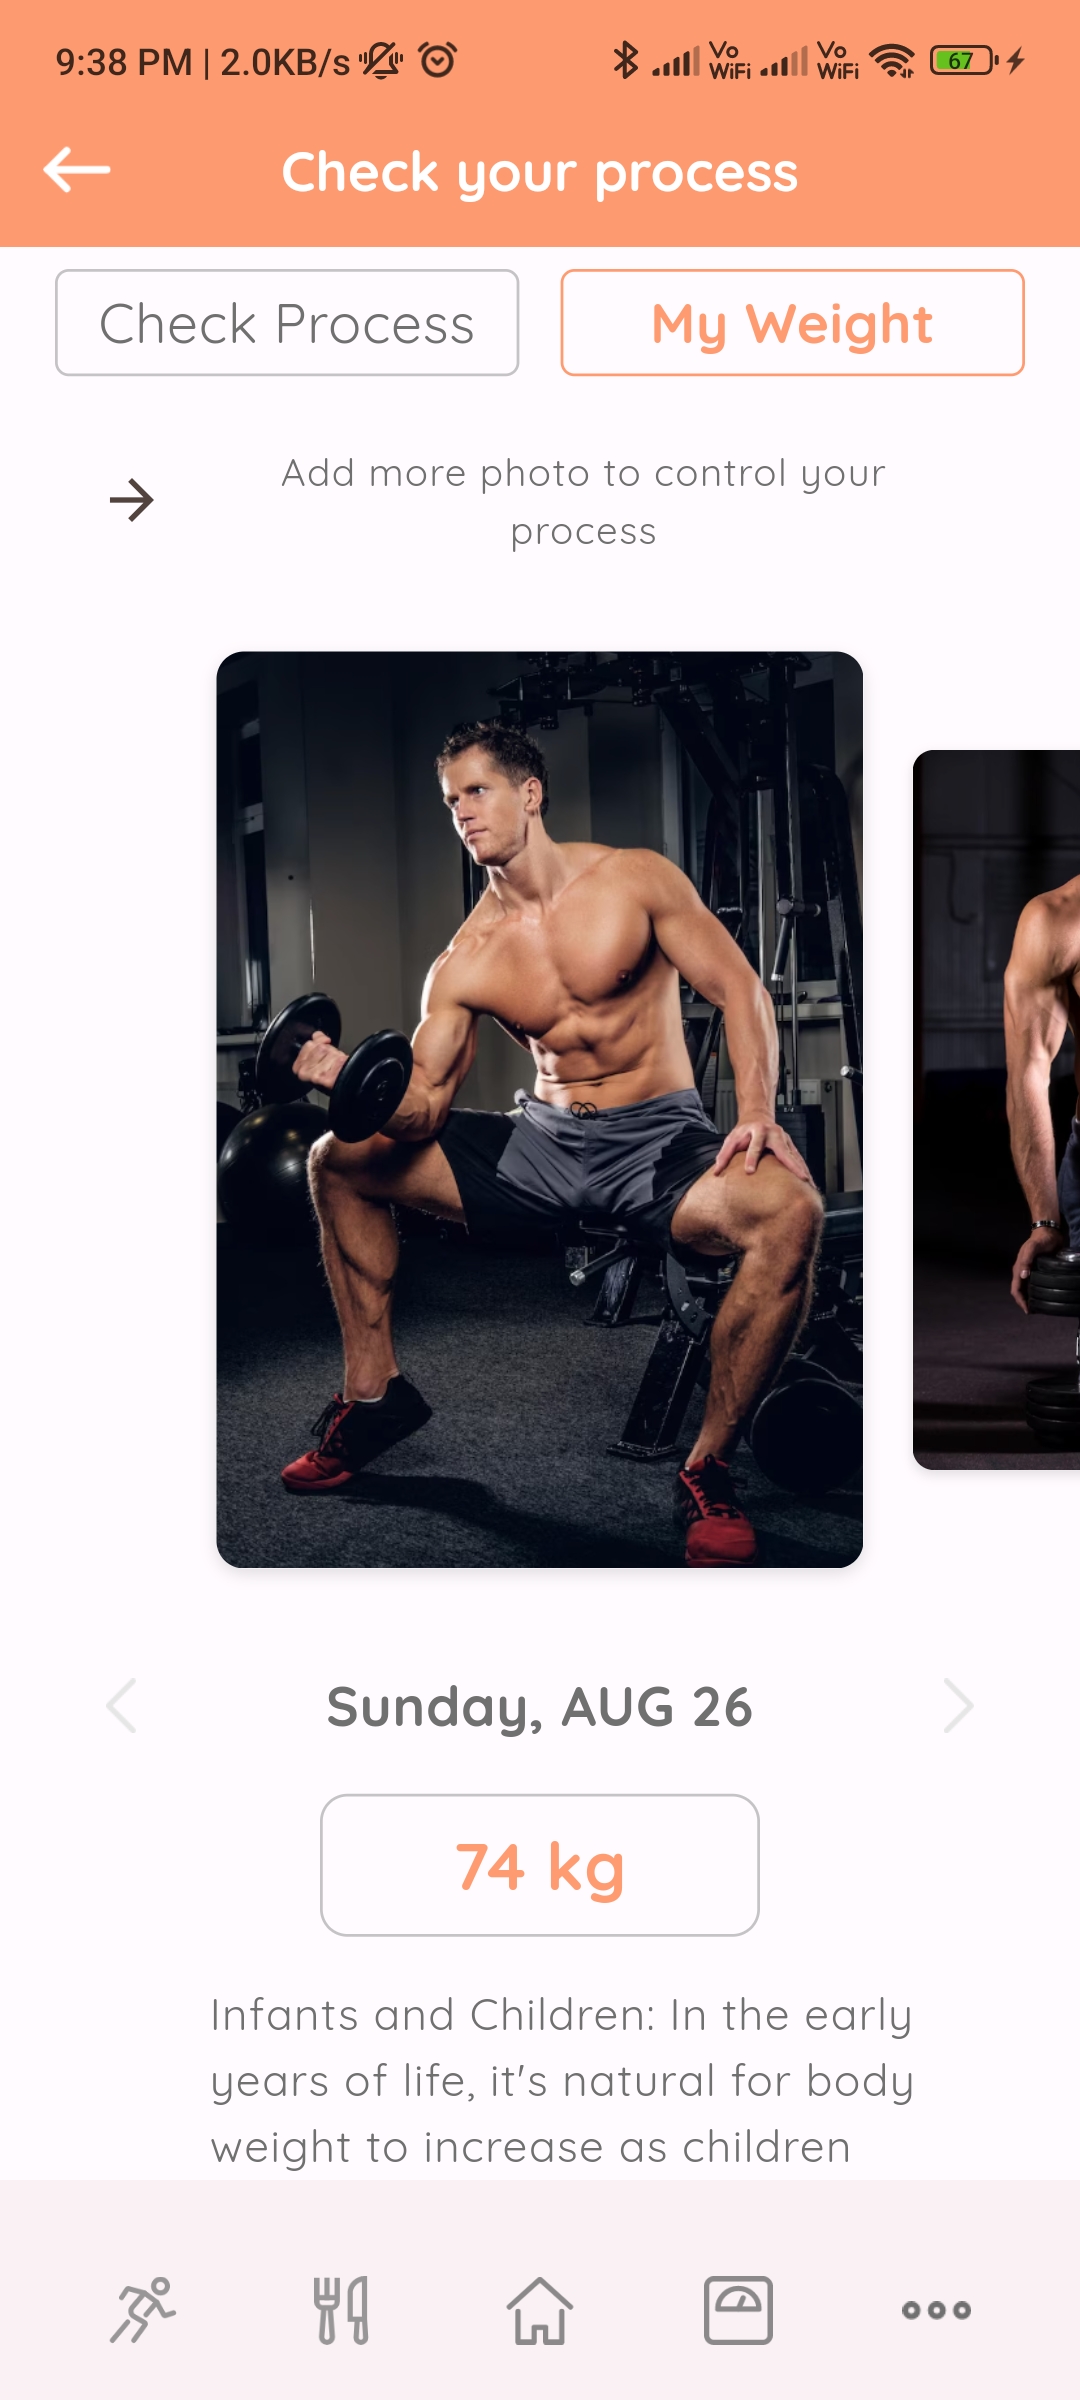 9:38 PM | 2.0KB/s Vo WiFi Vo WiFi 67
Check your process
Check Process
My Weight
Add more photo to control your
process
Sunday, AUG 26
74 kg
Infants and Children: In the early
years of life, it's natural for body
weight to increase as children